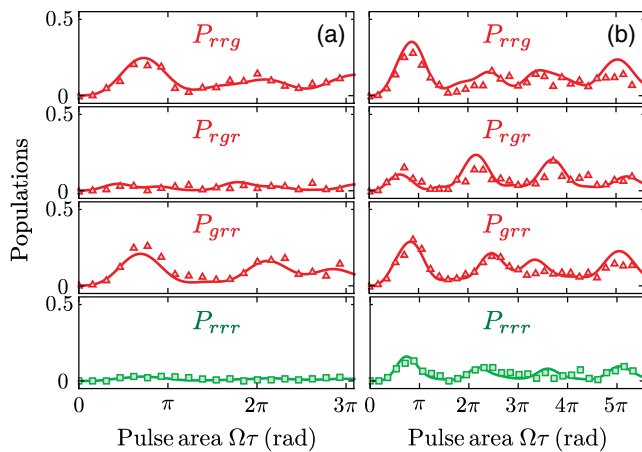 (a) (b)
0.5 P_rrg P_rrg
0
0.5 P_rgr P_rgr
0
Populations
0.5 P_grr P_grr
0
0.5 P_rrr P_rrr
0
0 π 2π 3π 0 π 2π 3π 4π 5π
Pulse area Ωτ (rad) Pulse area Ωτ (rad)